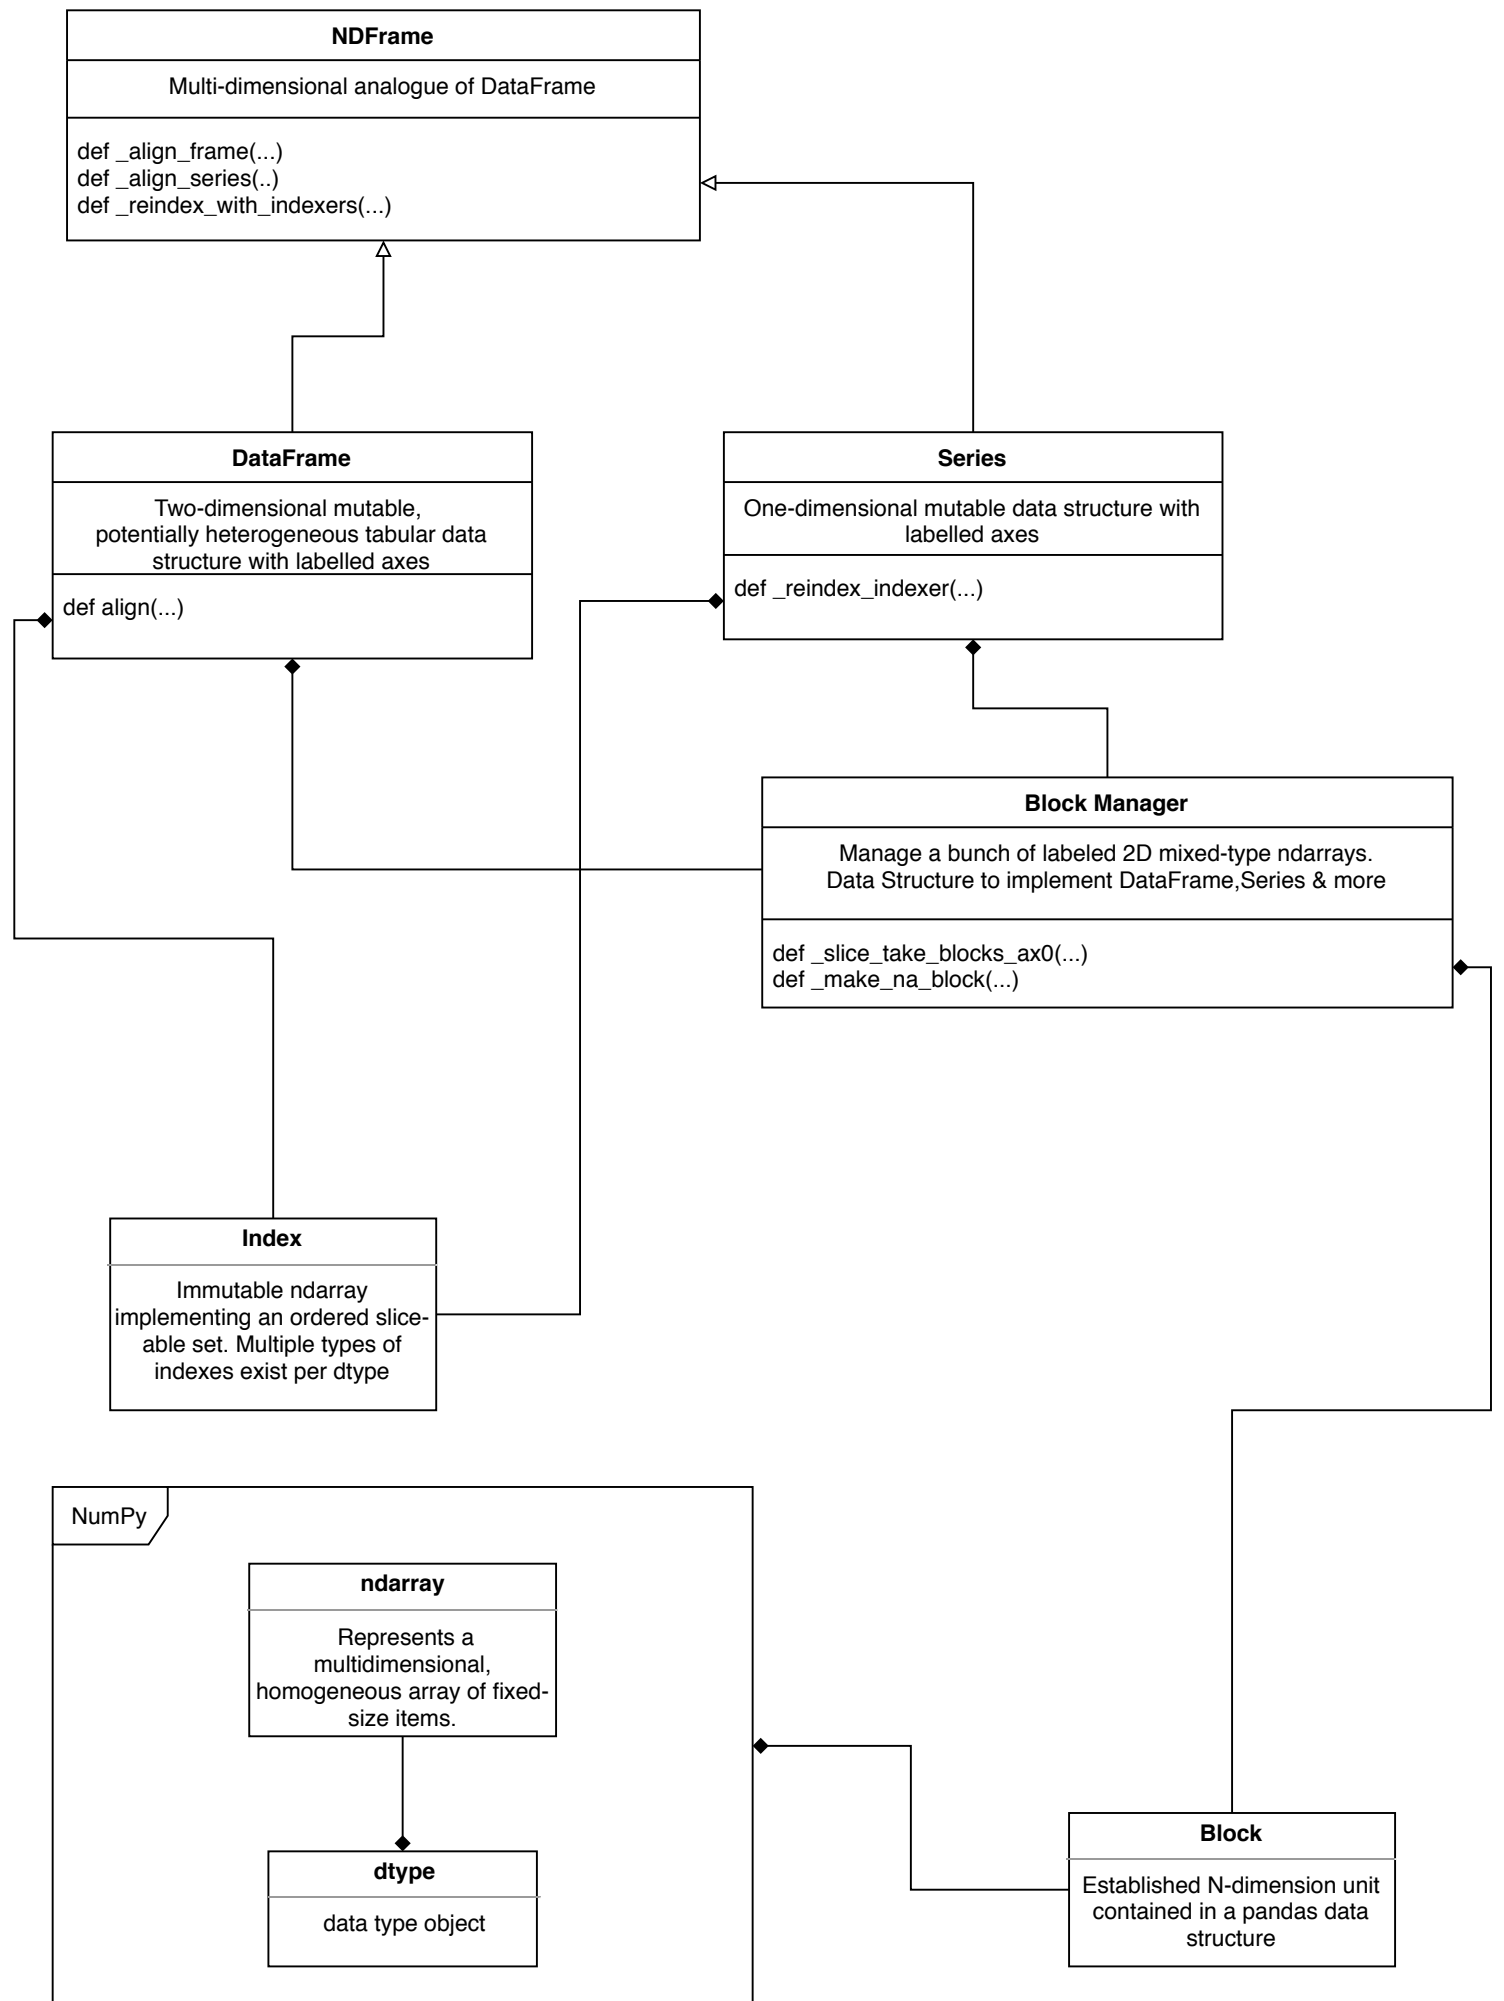 NDFrame
Multi-dimensional analogue of DataFrame
def _align_frame(...)
def _align_series(..)
def _reindex_with_indexers(...)
DataFrame
Two-dimensional mutable,
potentially heterogeneous tabular data
structure with labelled axes
def align(...)
Series
One-dimensional mutable data structure with
labelled axes
def _reindex_indexer(...)
Block Manager
Manage a bunch of labeled 2D mixed-type ndarrays.
Data Structure to implement DataFrame,Series & more
def _slice_take_blocks_ax0(...)
def _make_na_block(...)
Index
Immutable ndarray
implementing an ordered slice-
able set. Multiple types of
indexes exist per dtype
NumPy
ndarray
Represents a
multidimensional,
homogeneous array of fixed-
size items.
dtype
data type object
Block
Established N-dimension unit
contained in a pandas data
structure